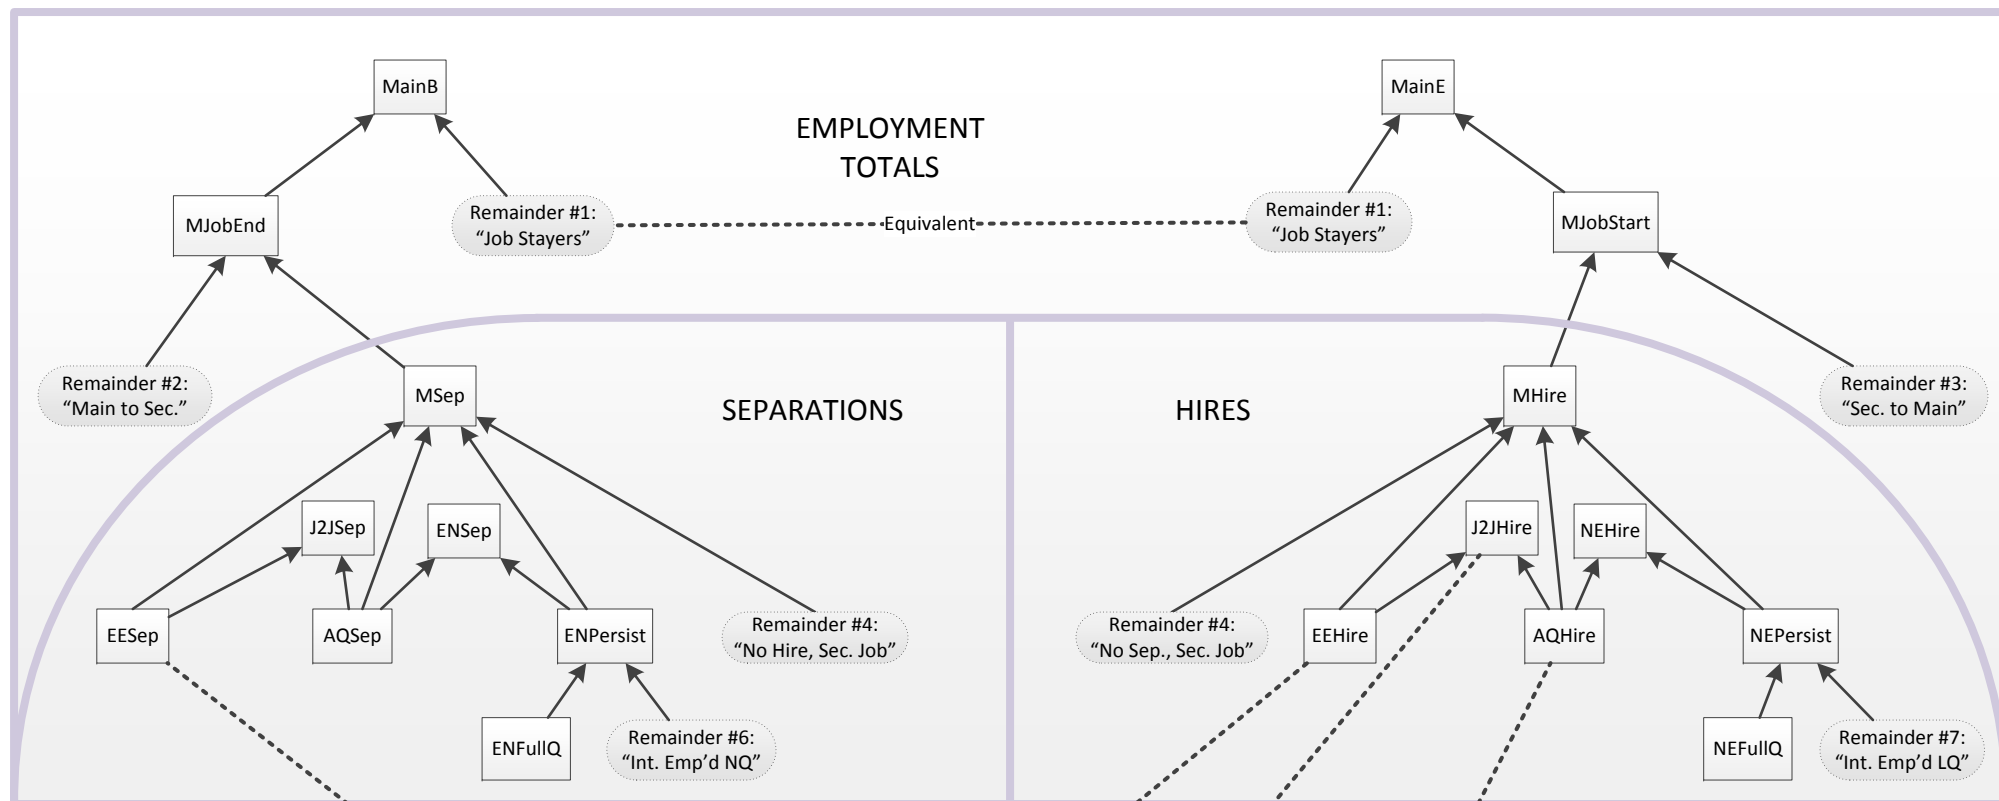 MainB
MainE
EMPLOYMENT
TOTALS
MJobEnd
Remainder #1:
“Job Stayers”
Equivalent
Remainder #1:
“Job Stayers”
MJobStart
Remainder #2:
“Main to Sec.”
MSep
SEPARATIONS
HIRES
MHire
Remainder #3:
“Sec. to Main”
J2JSep
ENSep
J2JHire
NEHire
EESep
AQSep
ENPersist
Remainder #4:
“No Hire, Sec. Job”
Remainder #4:
“No Sep., Sec. Job”
EEHire
AQHire
NEPersist
ENFullQ
Remainder #6:
“Int. Emp’d NQ”
NEFullQ
Remainder #7:
“Int. Emp’d LQ”